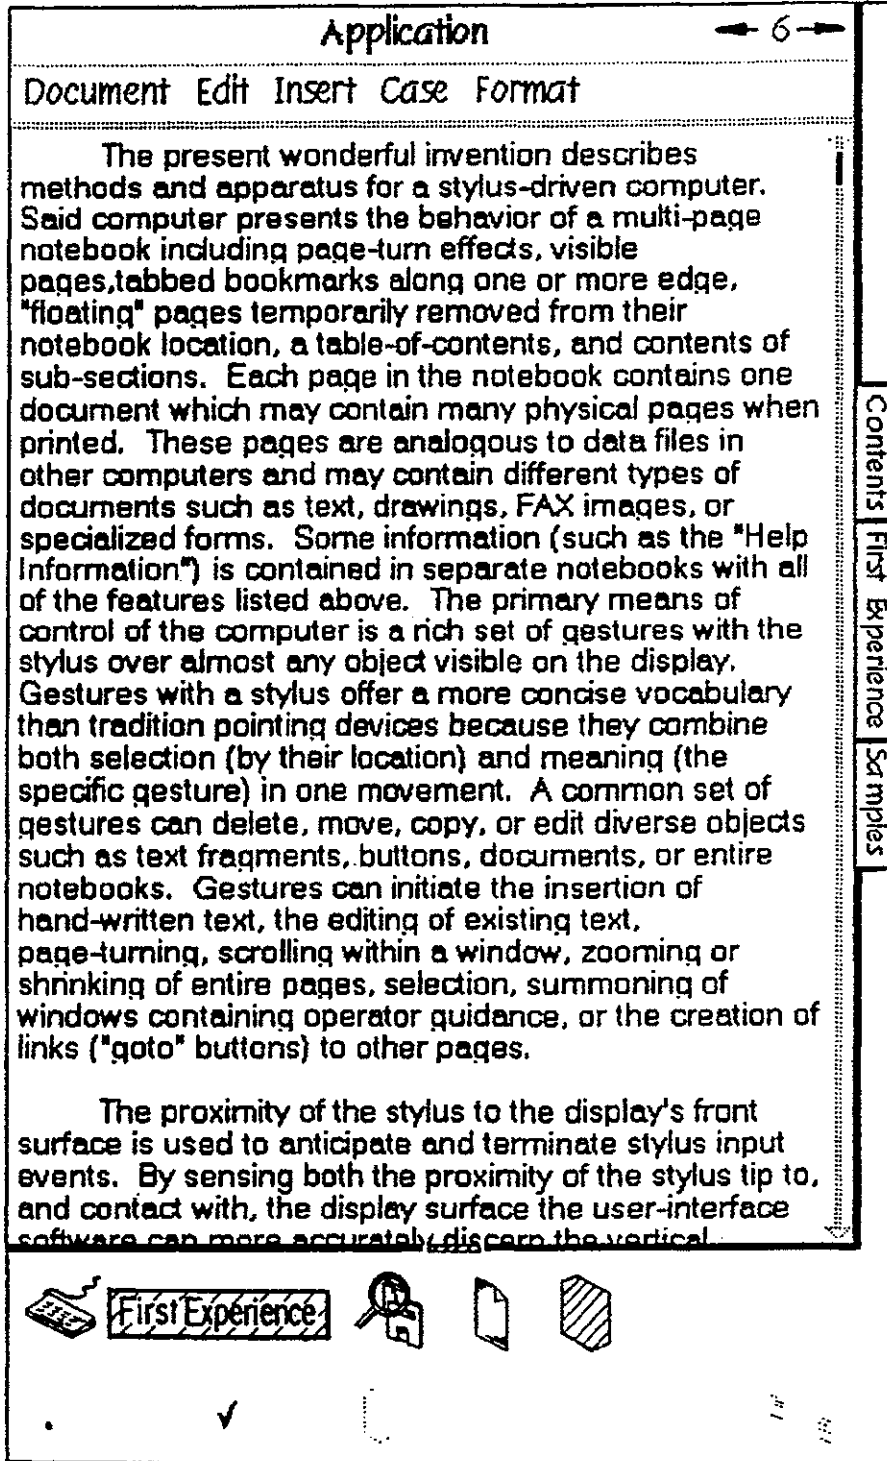 Application
6
Document Edit Insert Case Format
The present wonderful invention describes
methods and apparatus for a stylus-driven computer.
Said computer presents the behavior of a multi-page
notebook including page-turn effects, visible
pages,tabbed bookmarks along one or more edge,
"floating" pages temporarily removed from their
notebook location, a table-of-contents, and contents of
sub-sections. Each page in the notebook contains one
document which may contain many physical pages when
printed. These pages are analogous to data files in
other computers and may contain different types of
documents such as text, drawings, FAX images, or
specialized forms. Some information (such as the "Help
Information") is contained in separate notebooks with all
of the features listed above. The primary means of
control of the computer is a rich set of gestures with the
stylus over almost any object visible on the display.
Gestures with a stylus offer a more concise vocabulary
than tradition pointing devices because they combine
both selection (by their location) and meaning (the
specific gesture) in one movement. A common set of
gestures can delete, move, copy, or edit diverse objects
such as text fragments, buttons, documents, or entire
notebooks. Gestures can initiate the insertion of
hand-written text, the editing of existing text,
page-turning, scrolling within a window, zooming or
shrinking of entire pages, selection, summoning of
windows containing operator guidance, or the creation of
links ("goto" buttons) to other pages.
The proximity of the stylus to the display's front
surface is used to anticipate and terminate stylus input
events. By sensing both the proximity of the stylus tip to,
and contact with, the display surface the user-interface
software can more accurately discern the vertical
Contents
First Experience
Samples
First Experience